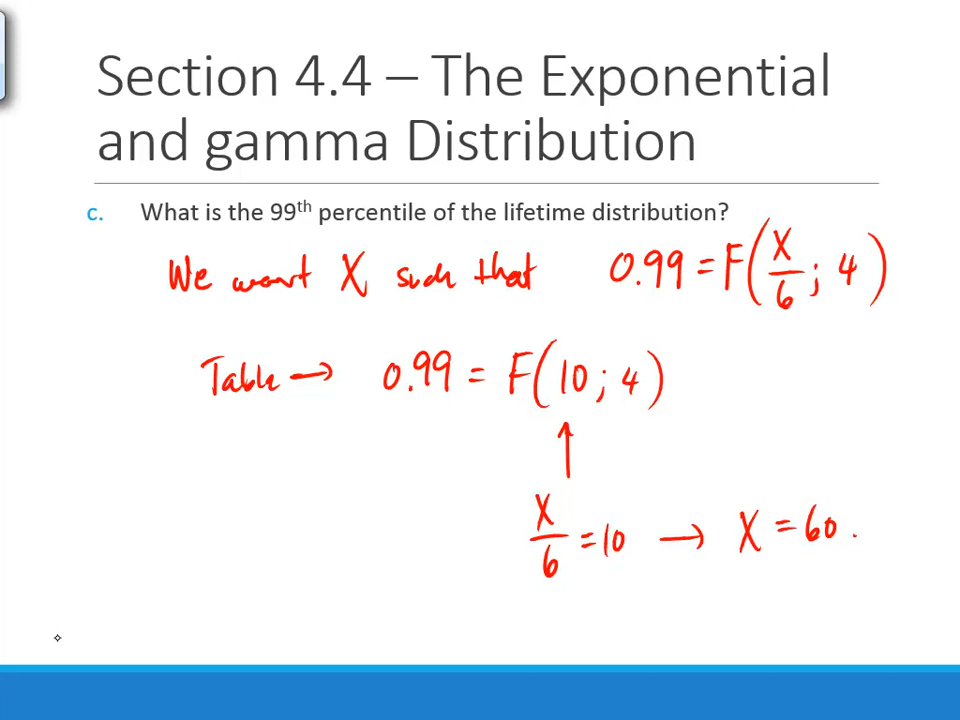 Section 4.4 – The Exponential
and gamma Distribution
c. What is the 99th percentile of the lifetime distribution?
We want X such that 0.99 = F(X/6; 4)
Table → 0.99 = F(10; 4)
↑
X/6 = 10 → X = 60.